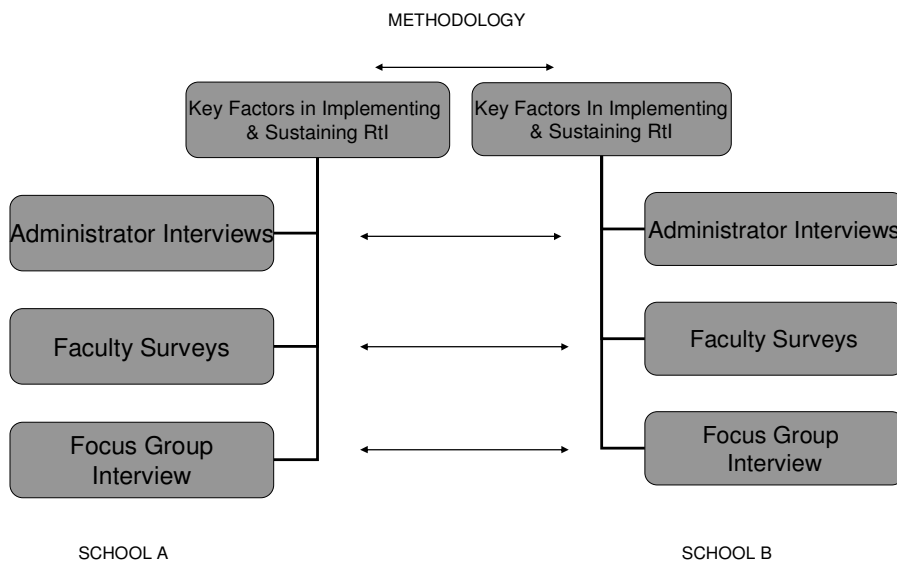 METHODOLOGY
Key Factors in Implementing
& Sustaining RtI
Key Factors In Implementing
& Sustaining RtI
Administrator Interviews
Administrator Interviews
Faculty Surveys
Faculty Surveys
Focus Group
Interview
Focus Group
Interview
SCHOOL A
SCHOOL B